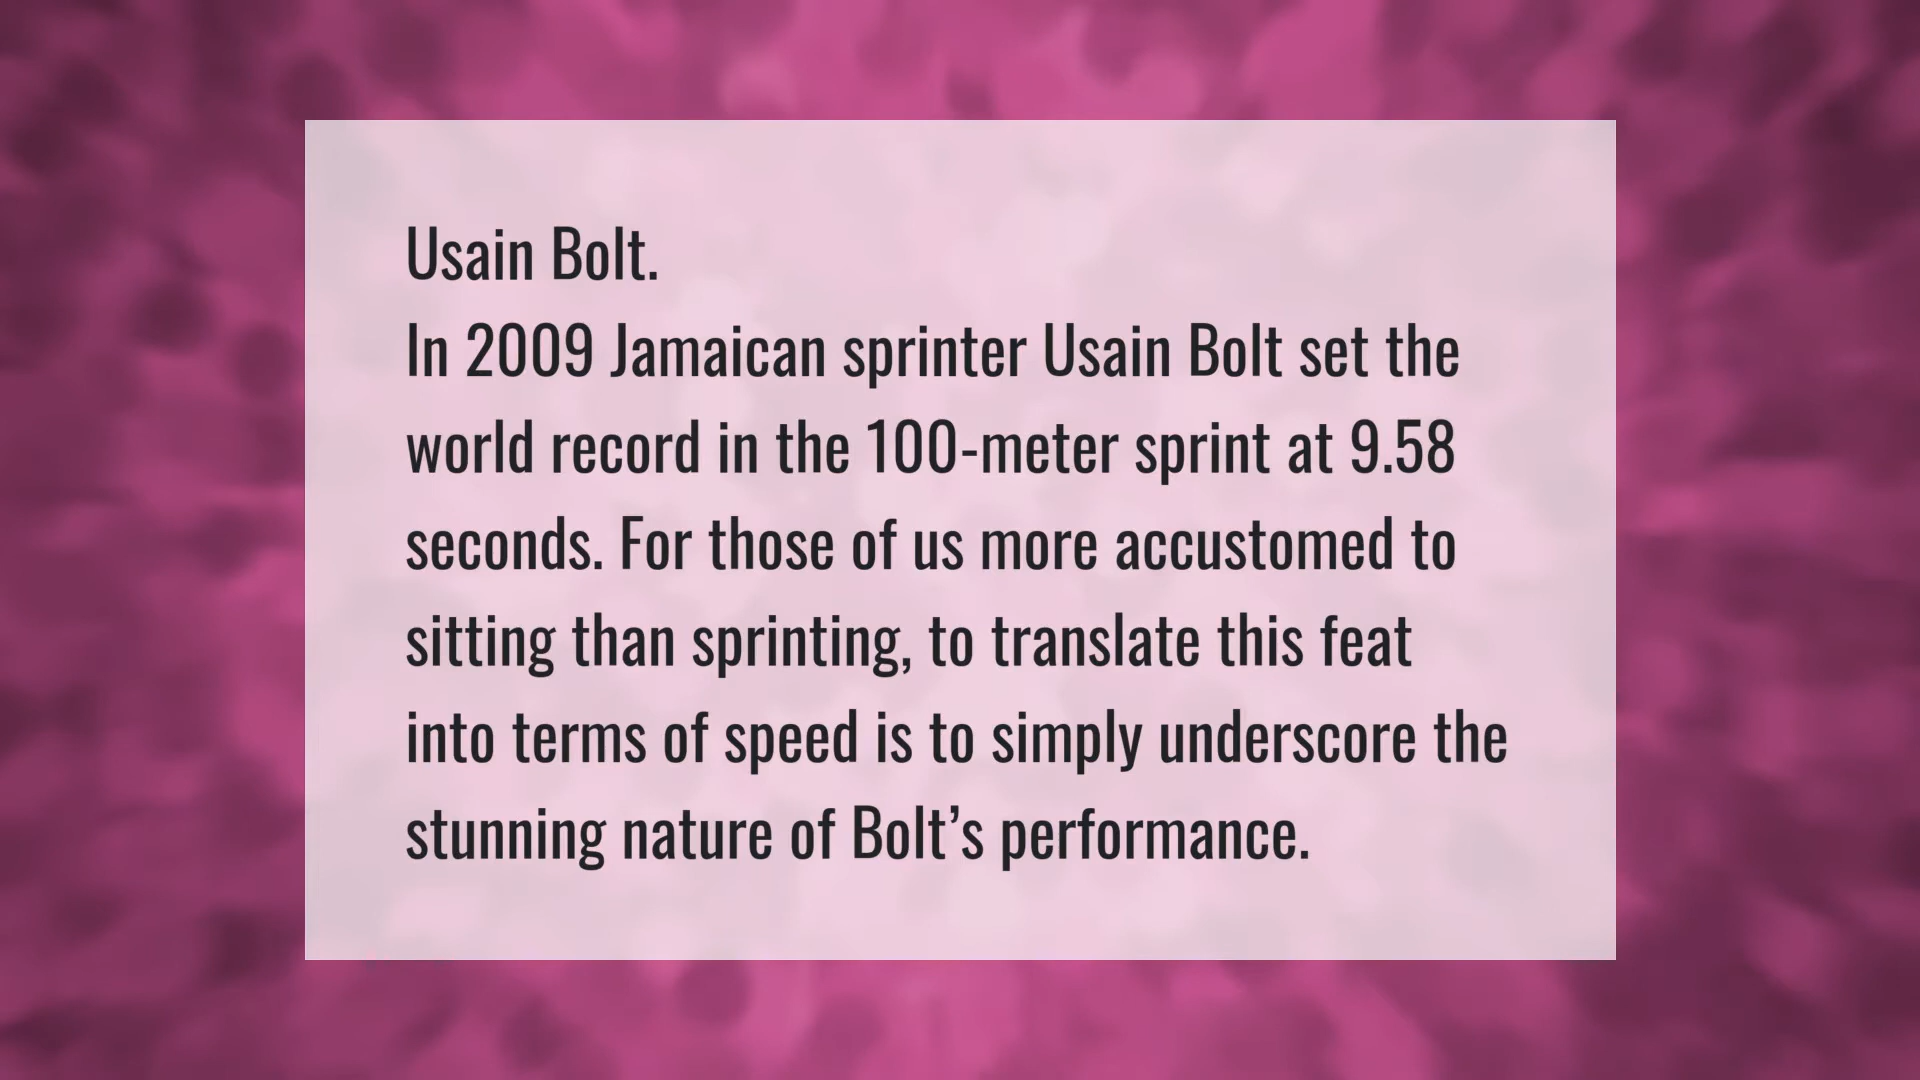 Usain Bolt.
In 2009 Jamaican sprinter Usain Bolt set the
world record in the 100-meter sprint at 9.58
seconds. For those of us more accustomed to
sitting than sprinting, to translate this feat
into terms of speed is to simply underscore the
stunning nature of Bolt’s performance.